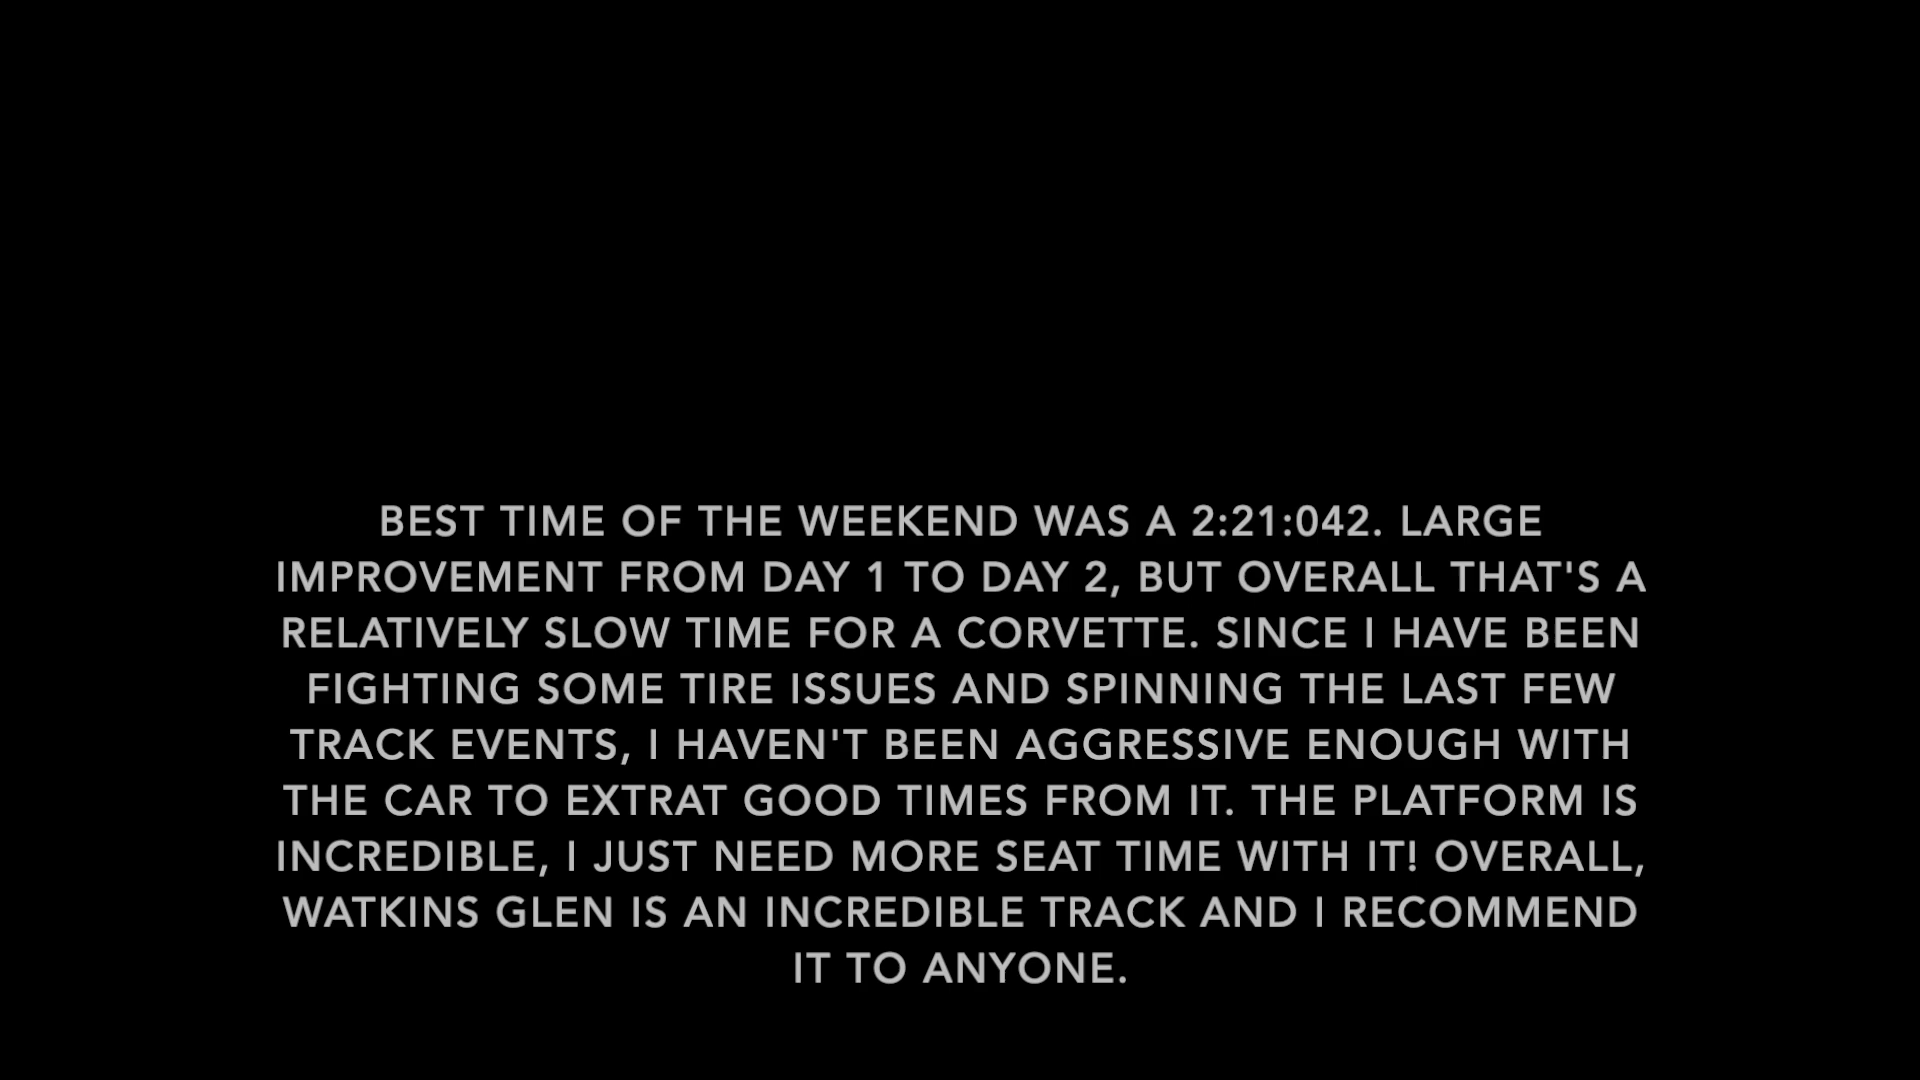 BEST TIME OF THE WEEKEND WAS A 2:21:042. LARGE
IMPROVEMENT FROM DAY 1 TO DAY 2, BUT OVERALL THAT'S A
RELATIVELY SLOW TIME FOR A CORVETTE. SINCE I HAVE BEEN
FIGHTING SOME TIRE ISSUES AND SPINNING THE LAST FEW
TRACK EVENTS, I HAVEN'T BEEN AGGRESSIVE ENOUGH WITH
THE CAR TO EXTRAT GOOD TIMES FROM IT. THE PLATFORM IS
INCREDIBLE, I JUST NEED MORE SEAT TIME WITH IT! OVERALL,
WATKINS GLEN IS AN INCREDIBLE TRACK AND I RECOMMEND
IT TO ANYONE.